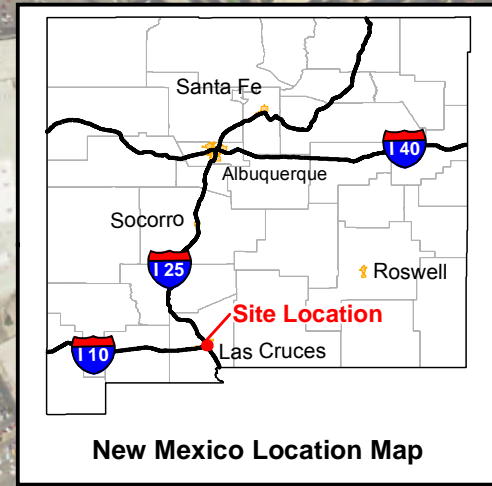 Santa Fe
I 40
Albuquerque
Socorro
I 25
Roswell
Site Location
I 10
Las Cruces
New Mexico Location Map